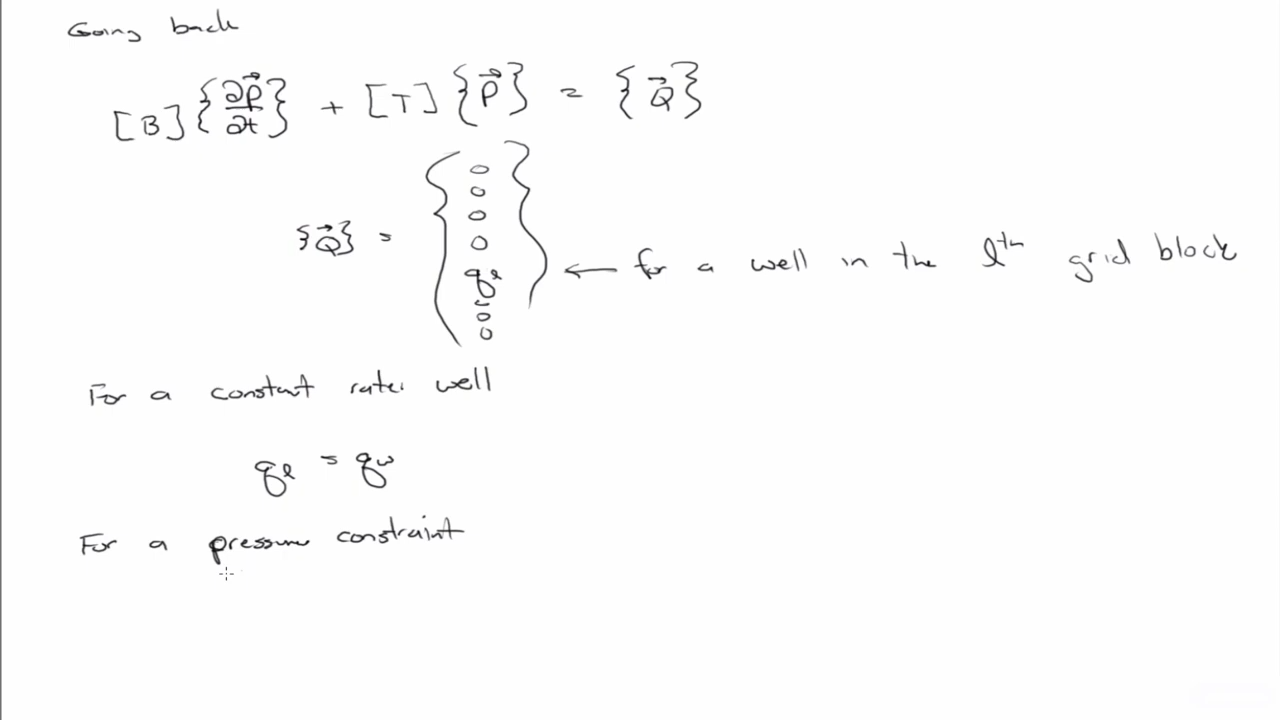 Going back
[B]{∂p⃗/∂t} + [T]{P⃗} = {Q⃗}
{Q⃗} = {0 0 0 0 qℓ 0 0 0} ← for a well in the ℓth grid block
For a constant rate well
qℓ = qw
For a pressure constraint